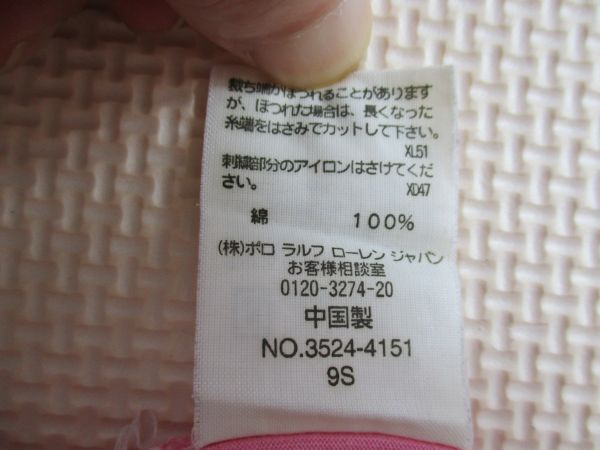 裁ち端がほつれることがあります
が、ほつれた場合は、長くなった
糸端をはさみでカットして下さい。
XL51
刺繍部分のアイロンはさけてくだ
さい。 XD47
綿 100%
(株)ポロ ラルフ ローレン ジャパン
お客様相談室
0120-3274-20
中国製
NO.3524-4151
9S